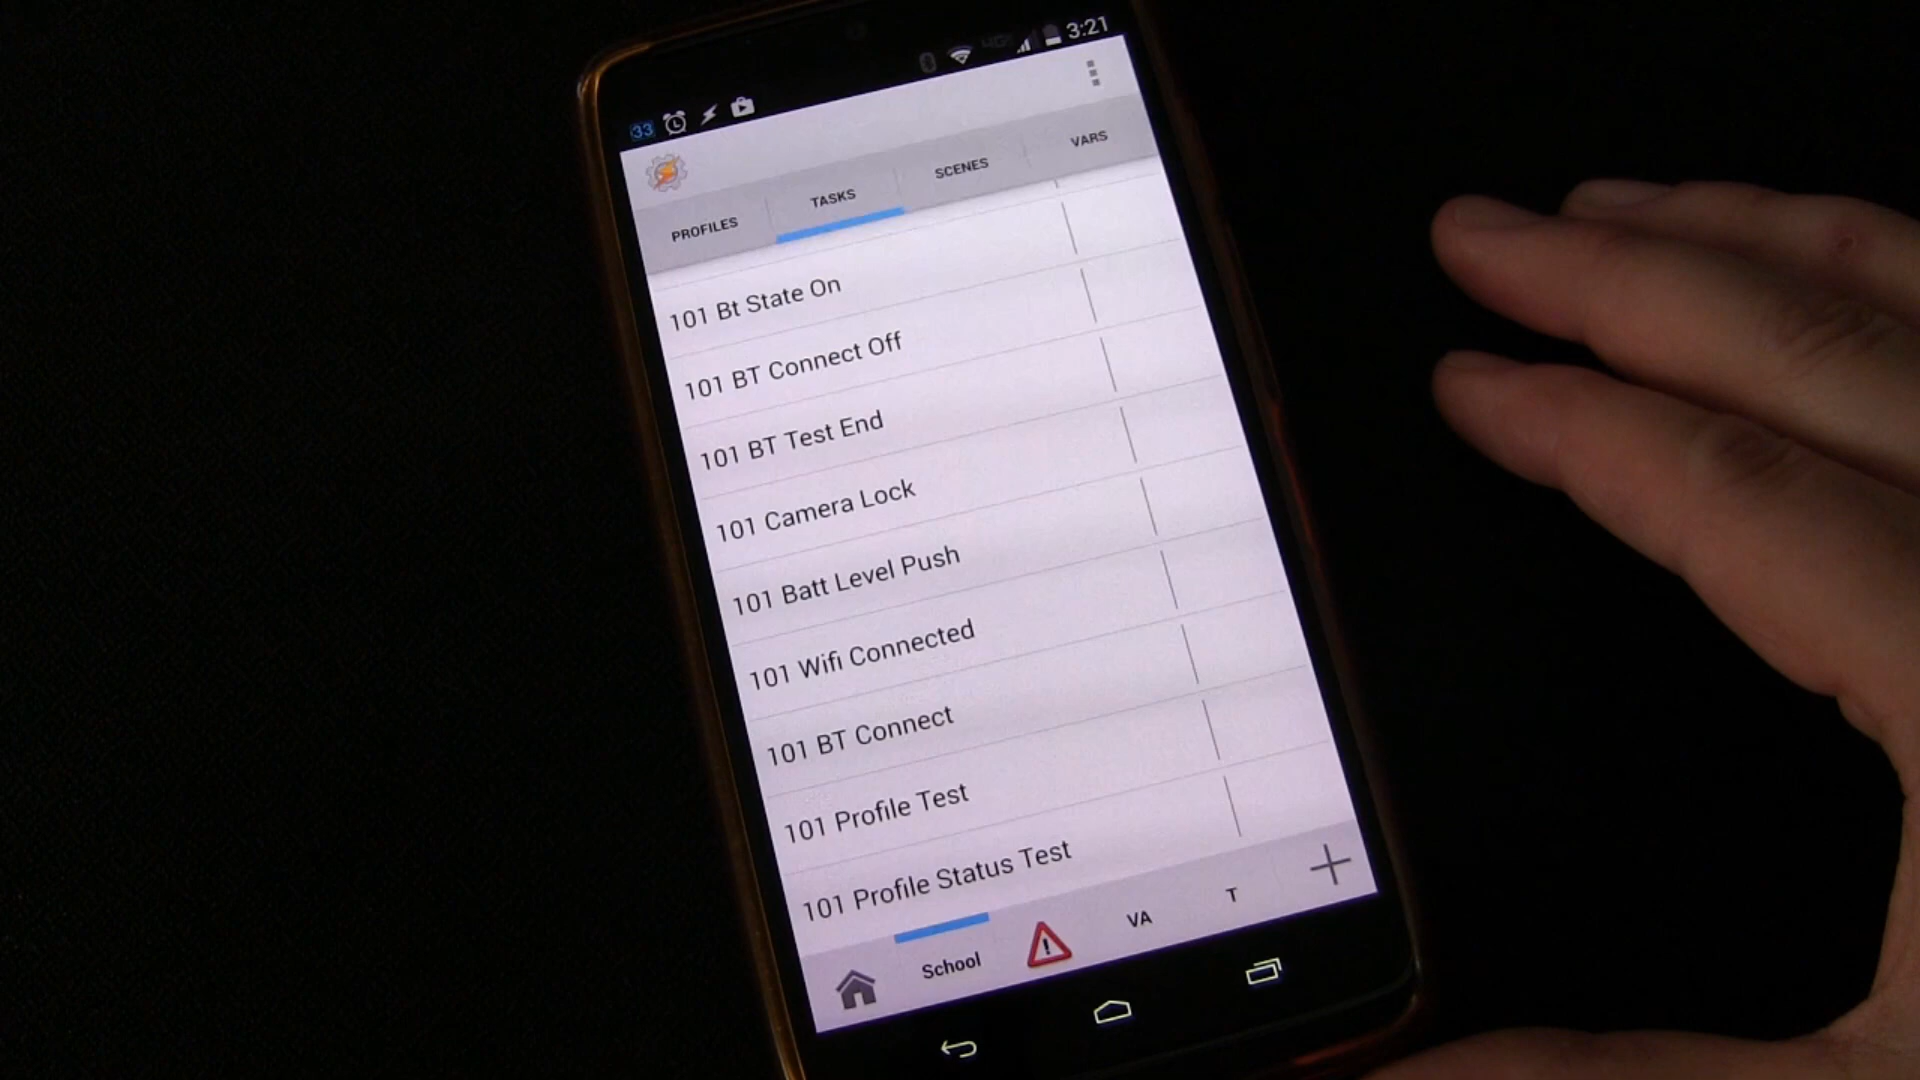 33 3:21
PROFILES TASKS SCENES VARS
101 Bt State On
101 BT Connect Off
101 BT Test End
101 Camera Lock
101 Batt Level Push
101 Wifi Connected
101 BT Connect
101 Profile Test
101 Profile Status Test
School VA T